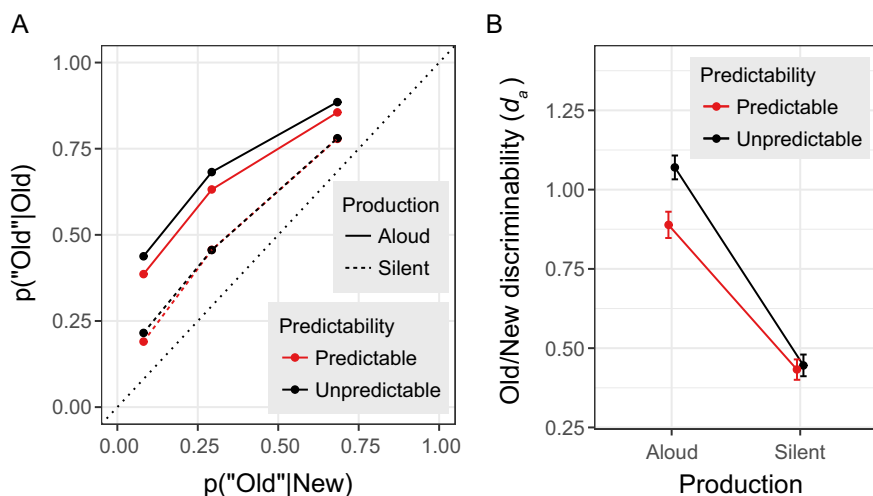 A
1.00
0.75
0.50
0.25
0.00
p("Old"|Old)
Production
Aloud
Silent
Predictability
Predictable
Unpredictable
0.00 0.25 0.50 0.75 1.00
p("Old"|New)
B
1.25
1.00
0.75
0.50
0.25
Old/New discriminability (dₐ)
Predictability
Predictable
Unpredictable
Aloud Silent
Production